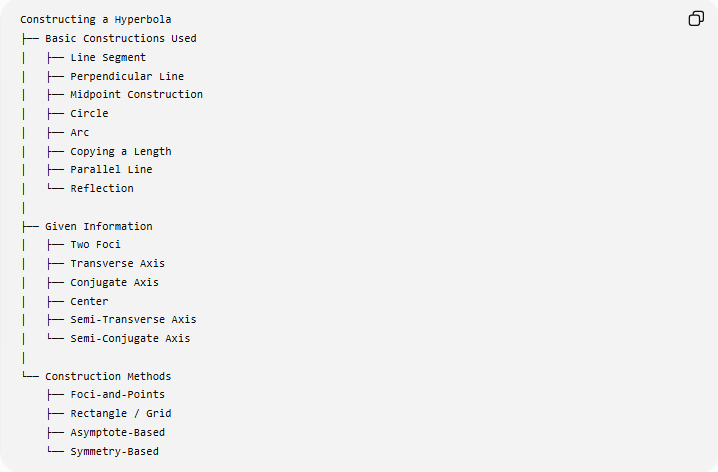 Constructing a Hyperbola
├── Basic Constructions Used
│   ├── Line Segment
│   ├── Perpendicular Line
│   ├── Midpoint Construction
│   ├── Circle
│   ├── Arc
│   ├── Copying a Length
│   ├── Parallel Line
│   └── Reflection
│
├── Given Information
│   ├── Two Foci
│   ├── Transverse Axis
│   ├── Conjugate Axis
│   ├── Center
│   ├── Semi-Transverse Axis
│   └── Semi-Conjugate Axis
│
└── Construction Methods
    ├── Foci-and-Points
    ├── Rectangle / Grid
    ├── Asymptote-Based
    └── Symmetry-Based